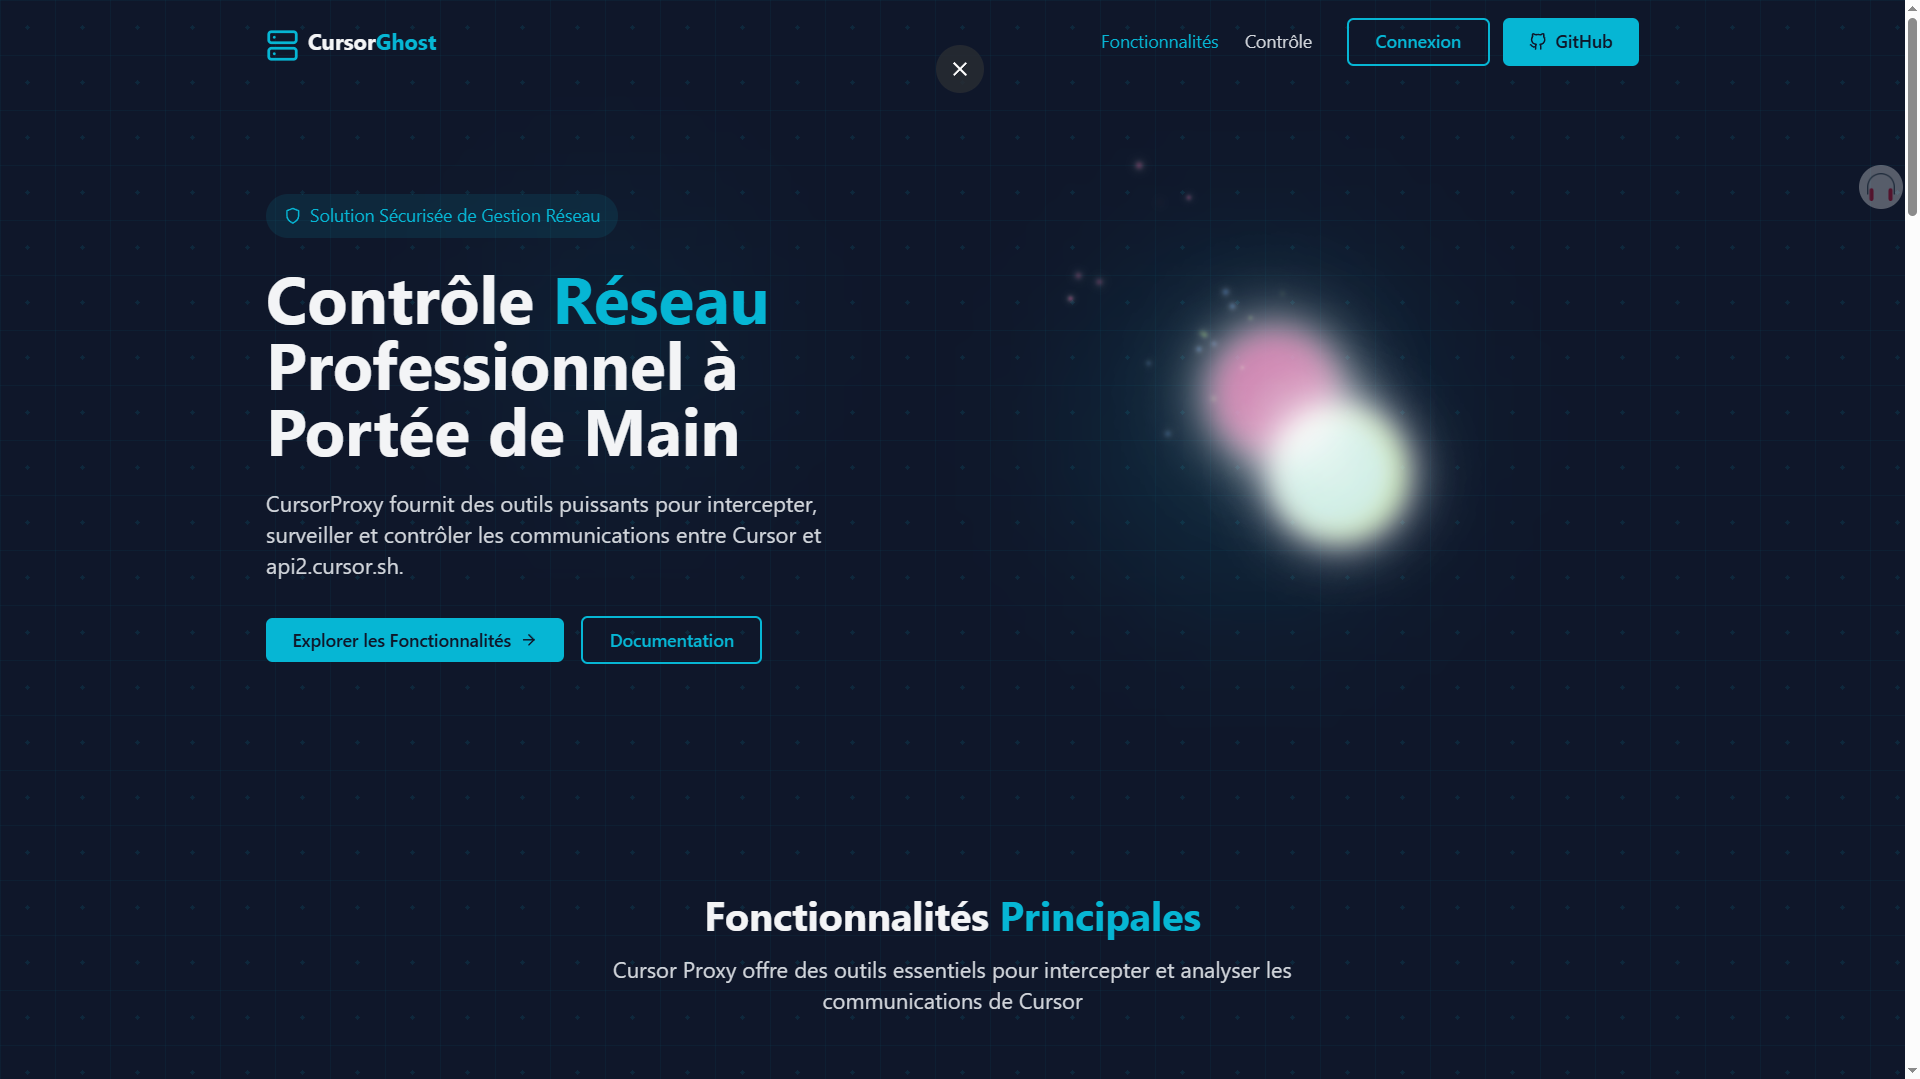 CursorGhost
Fonctionnalités
Contrôle
Connexion
GitHub
Solution Sécurisée de Gestion Réseau
Contrôle Réseau
Professionnel à
Portée de Main
CursorProxy fournit des outils puissants pour intercepter,
surveiller et contrôler les communications entre Cursor et
api2.cursor.sh.
Explorer les Fonctionnalités →
Documentation
Fonctionnalités Principales
Cursor Proxy offre des outils essentiels pour intercepter et analyser les
communications de Cursor